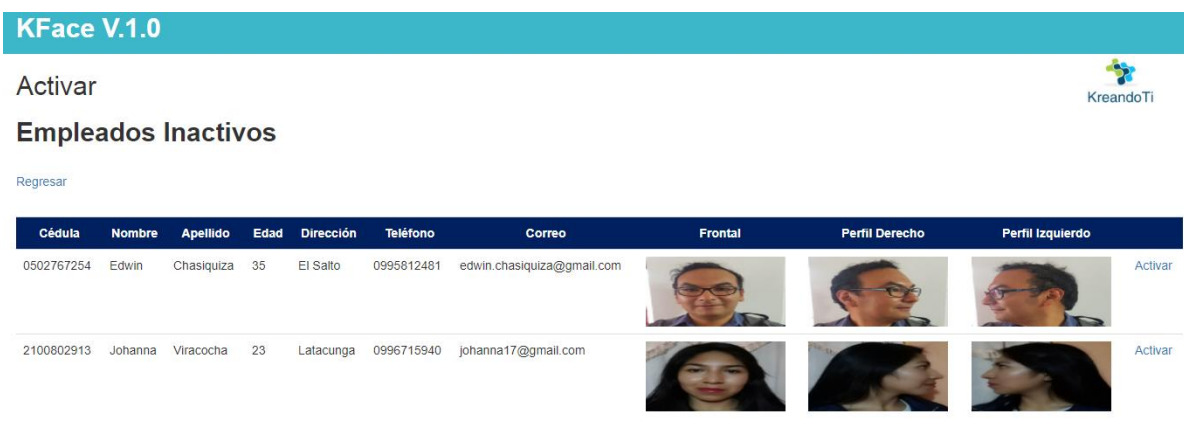 KFace V.1.0
KreandoTi
Activar
Empleados Inactivos
Regresar
Cédula Nombre Apellido Edad Dirección Teléfono Correo Frontal Perfil Derecho Perfil Izquierdo
0502767254 Edwin Chasiquiza 35 El Salto 0995812481 edwin.chasiquiza@gmail.com Activar
2100802913 Johanna Viracocha 23 Latacunga 0996715940 johanna17@gmail.com Activar